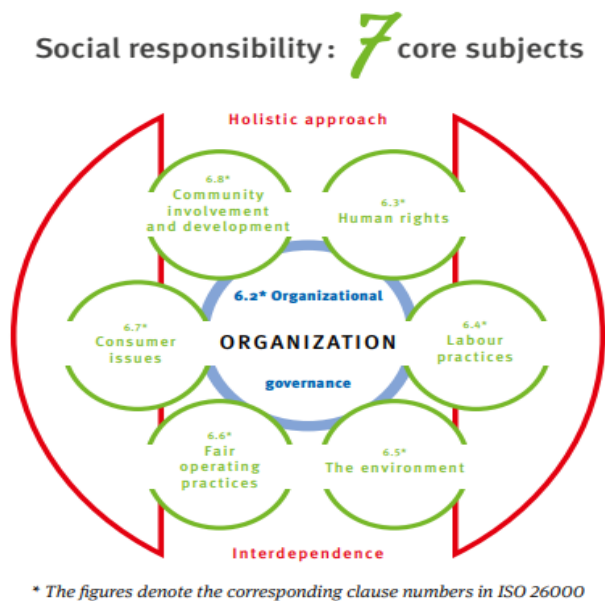 Social responsibility: 7 core subjects
Holistic approach
6.8*
Community
involvement
and development
6.3*
Human rights
6.2* Organizational
6.7*
Consumer
issues
ORGANIZATION
6.4*
Labour
practices
governance
6.6*
Fair
operating
practices
6.5*
The environment
Interdependence
* The figures denote the corresponding clause numbers in ISO 26000